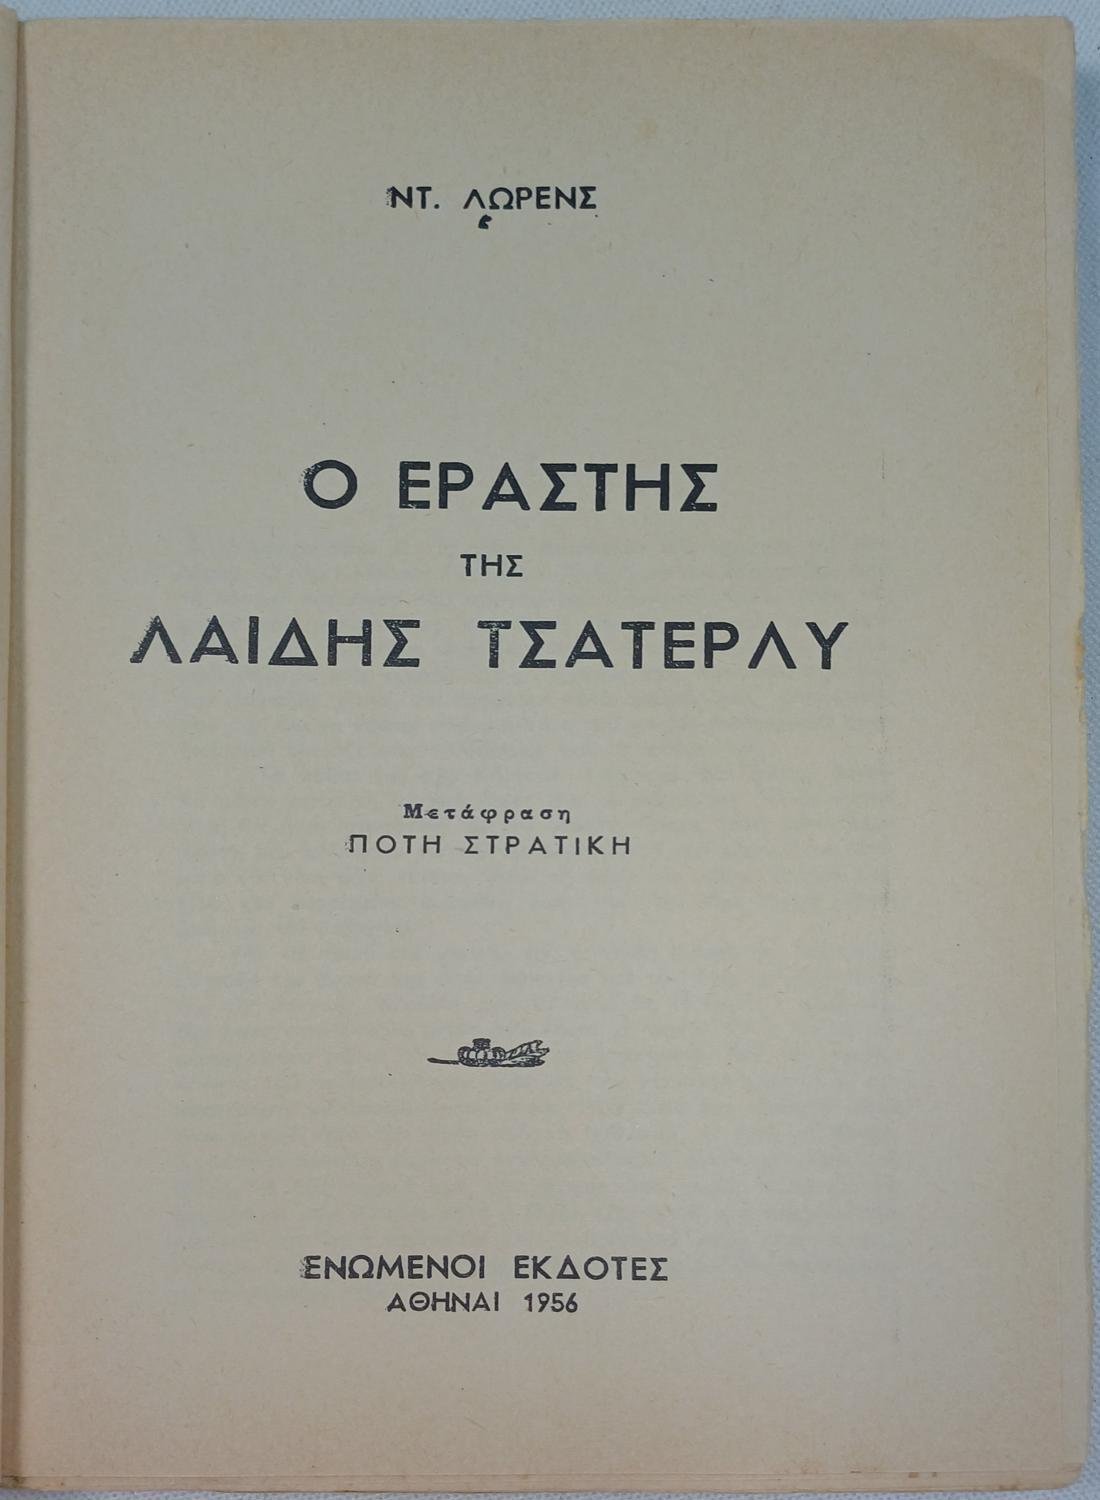 ΝΤ. ΛΩΡΕΝΣ
Ο ΕΡΑΣΤΗΣ
ΤΗΣ
ΛΑΙΔΗΣ ΤΣΑΤΕΡΛΥ
Μετάφραση
ΠΟΤΗ ΣΤΡΑΤΙΚΗ
ΕΝΩΜΕΝΟΙ ΕΚΔΟΤΕΣ
ΑΘΗΝΑΙ 1956